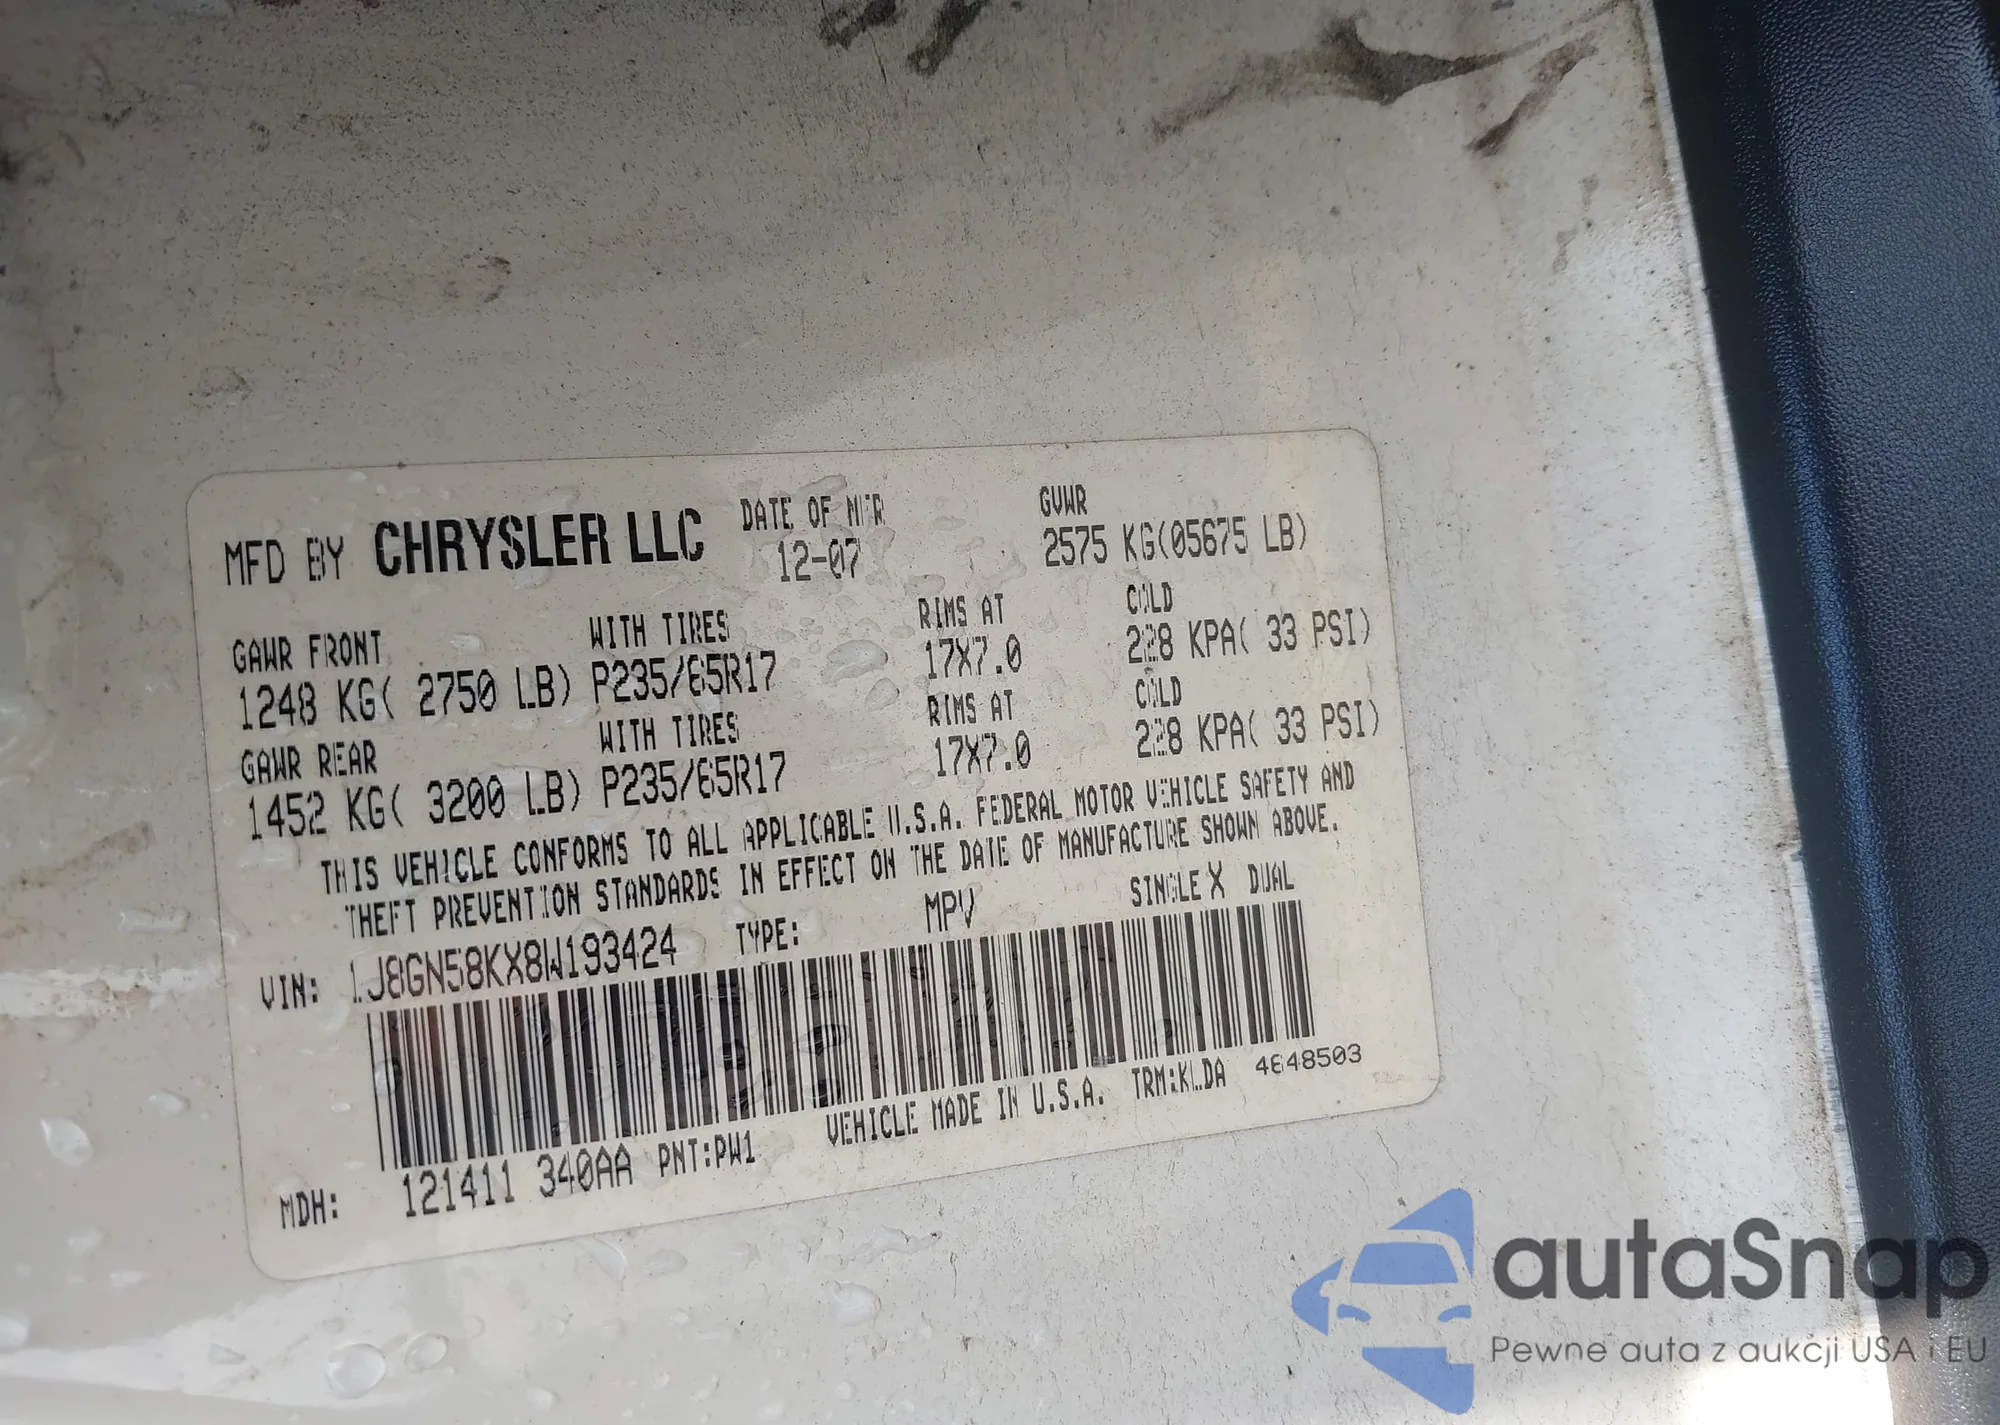 MFD BY CHRYSLER LLC DATE OF MFR GVWR
12-07 2575 KG(05675 LB)
GAWR FRONT WITH TIRES RIMS AT COLD
1248 KG( 2750 LB) P235/65R17 17X7.0 228 KPA( 33 PSI)
GAWR REAR WITH TIRES RIMS AT COLD
1452 KG( 3200 LB) P235/65R17 17X7.0 228 KPA( 33 PSI)
THIS VEHICLE CONFORMS TO ALL APPLICABLE U.S.A. FEDERAL MOTOR VEHICLE SAFETY AND
THEFT PREVENTION STANDARDS IN EFFECT ON THE DATE OF MANUFACTURE SHOWN ABOVE.
VIN: 1J8GN58KX8W193424 TYPE: MPV SINGLE X DUAL
MDH: 121411 340AA PNT:PW1 VEHICLE MADE IN U.S.A. TRM:KLDA 4648503
autaSnap
Pewne auta z aukcji USA i EU